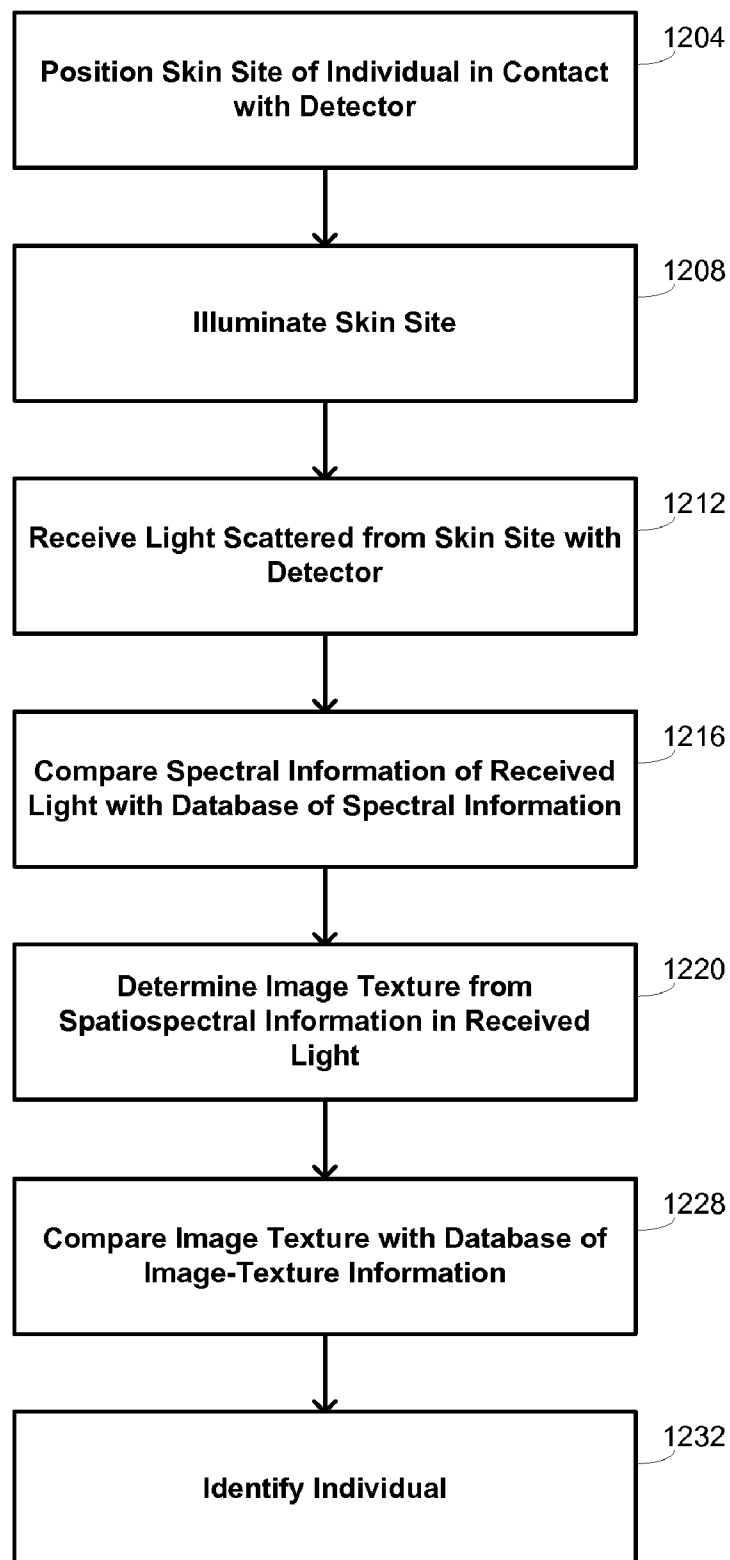 1204
Position Skin Site of Individual in Contact
with Detector
1208
Illuminate Skin Site
1212
Receive Light Scattered from Skin Site with
Detector
1216
Compare Spectral Information of Received
Light with Database of Spectral Information
1220
Determine Image Texture from
Spatiospectral Information in Received
Light
1228
Compare Image Texture with Database of
Image-Texture Information
1232
Identify Individual